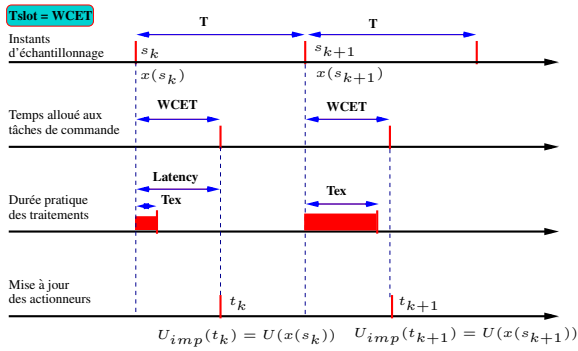 Tslot = WCET
T
T
Instants
d'échantillonnage
s_k
s_{k+1}
x(s_k)
x(s_{k+1})
Temps alloué aux
tâches de commande
WCET
WCET
Latency
Durée pratique
des traitements
Tex
Tex
Mise à jour
des actionneurs
t_k
t_{k+1}
U_{imp}(t_k) = U(x(s_k))
U_{imp}(t_{k+1}) = U(x(s_{k+1}))